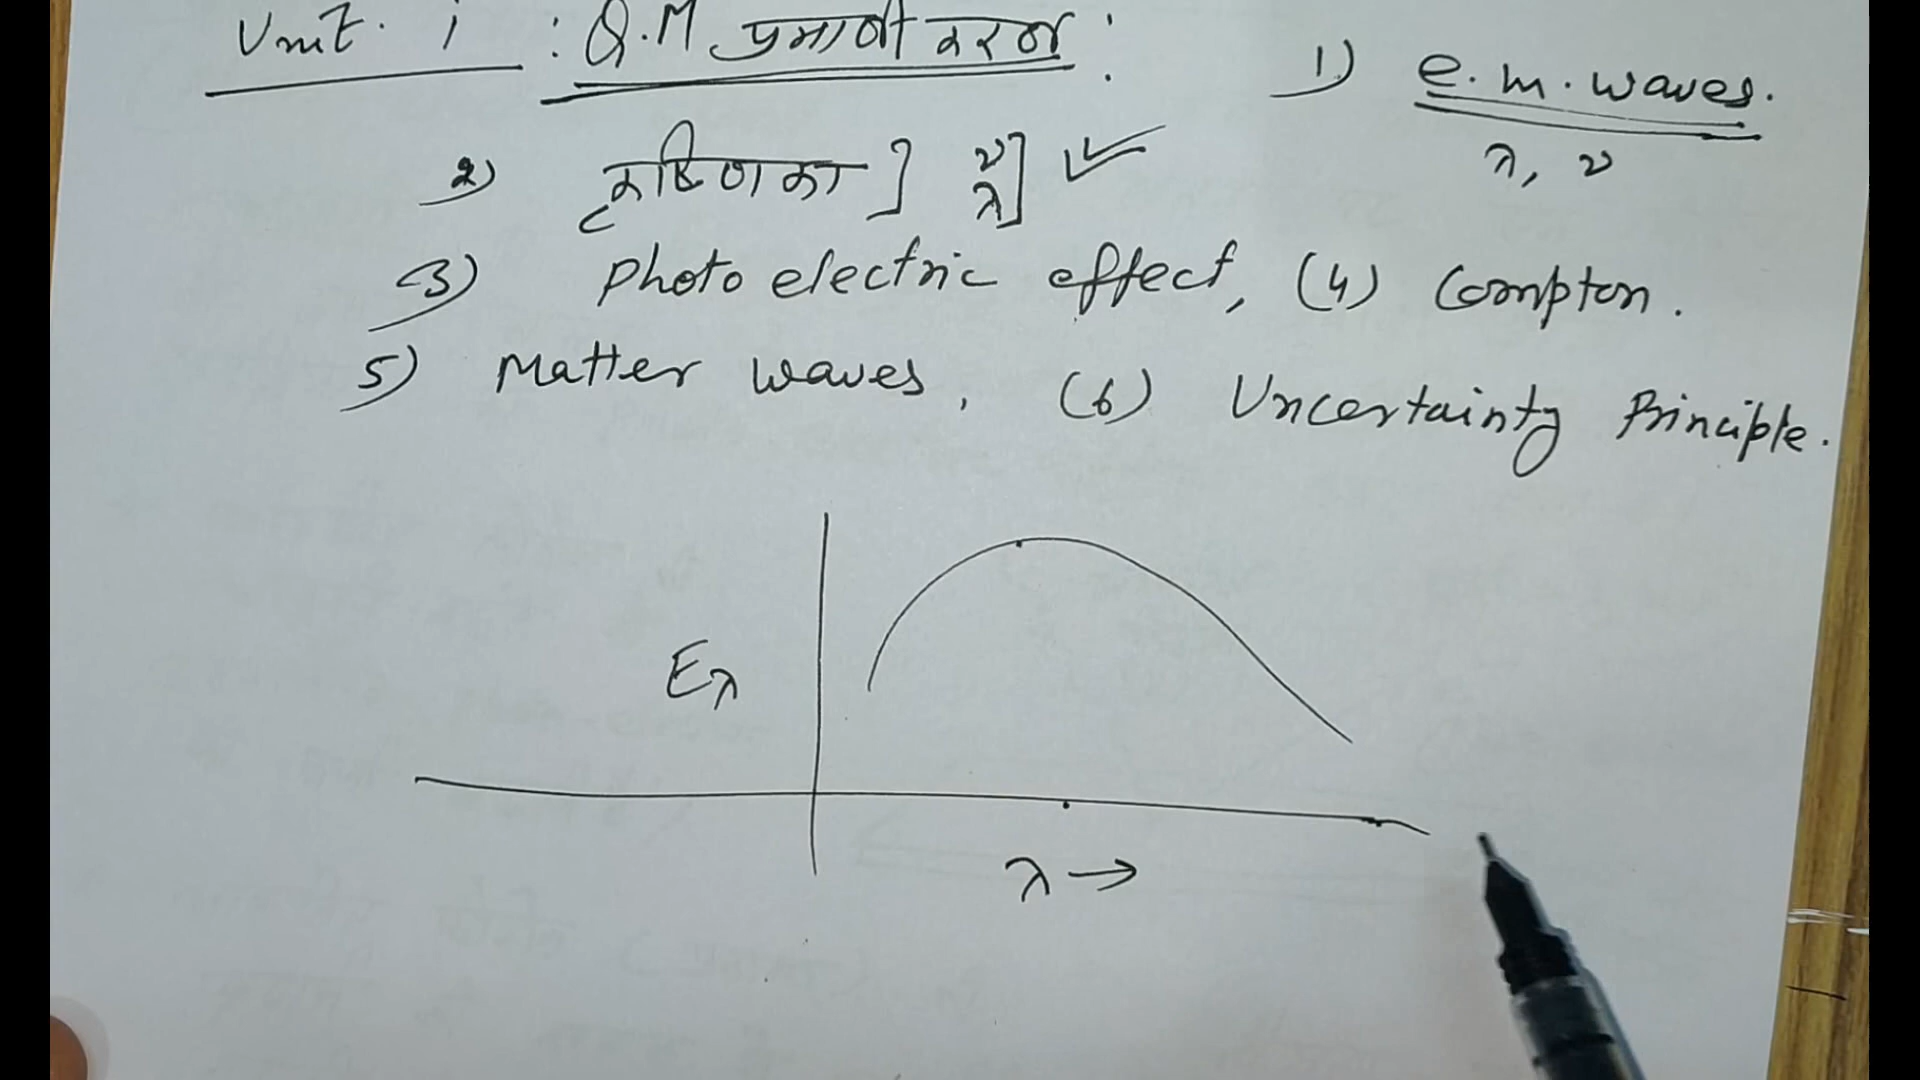 Unit. 1 : Q.M प्रमात्री करण :
1) e.m. waves.
λ, ν
2) कृष्णिका ] ν λ ]
3) Photo electric effect, (4) Compton.
5) Matter waves, (6) Uncertainty Principle.
Eλ
λ →